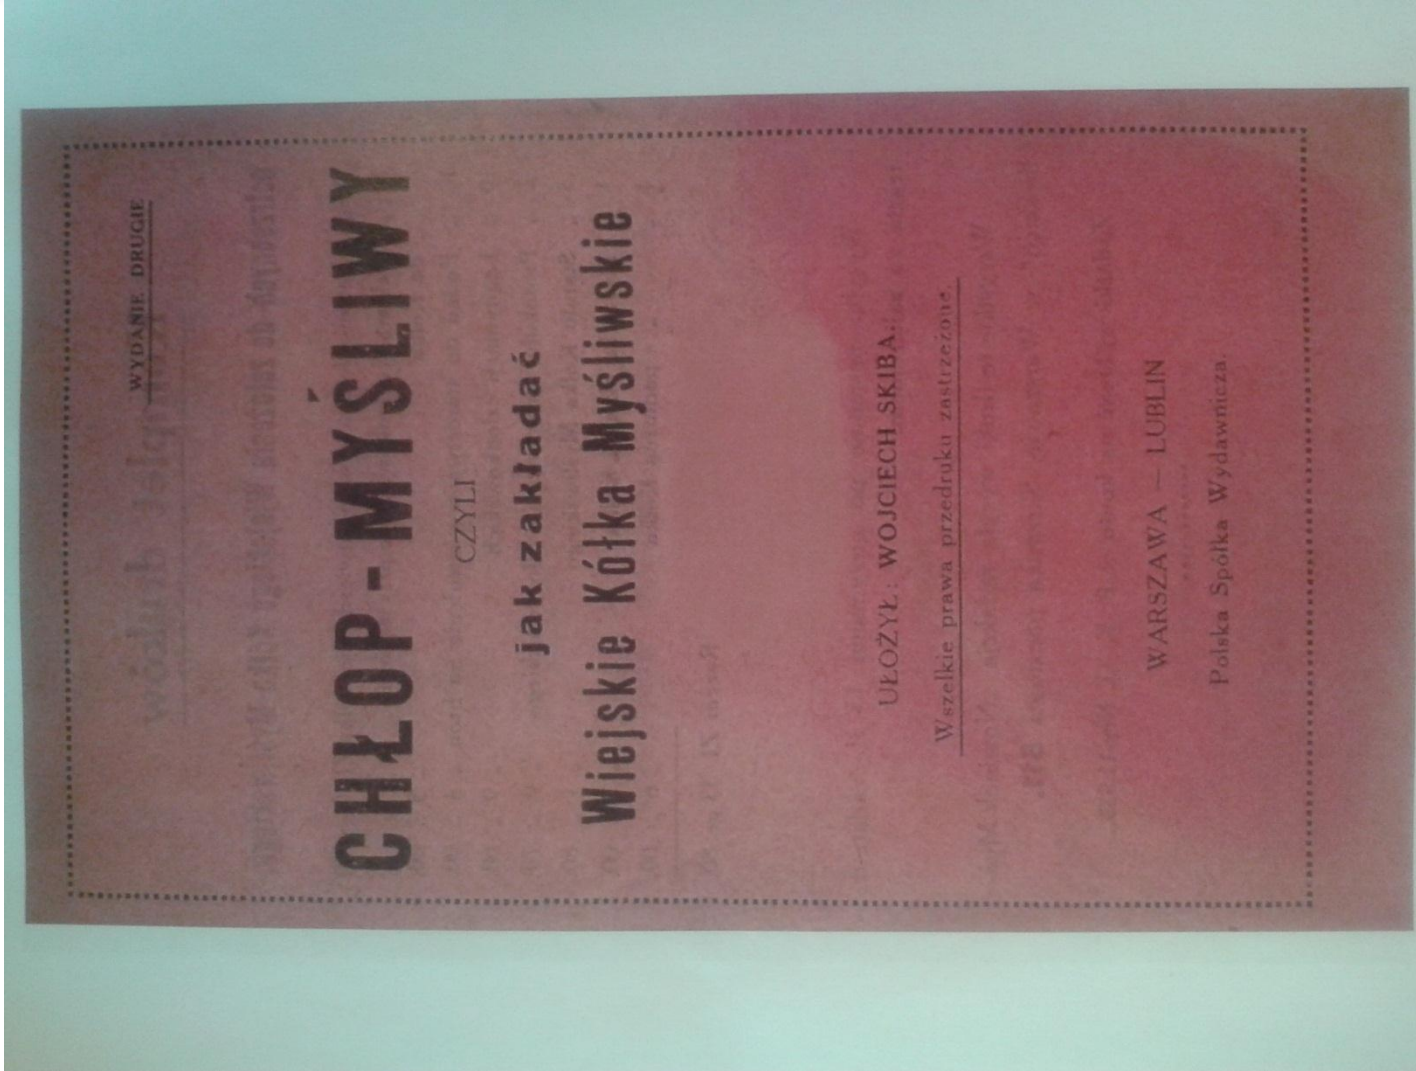 WYDANIE DRUGIE
CHŁOP - MYŚLIWY
CZYLI
jak zakładać
Wiejskie Kółka Myśliwskie
UŁOŻYŁ: WOJCIECH SKIBA.
Wszelkie prawa przedruku zastrzeżone.
WARSZAWA — LUBLIN
Polska Spółka Wydawnicza.